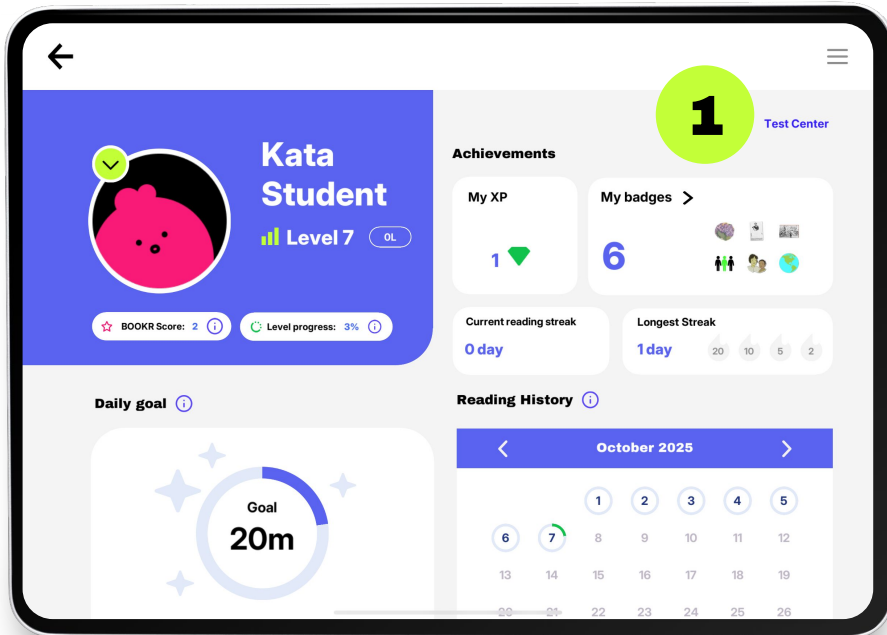 1
Test Center
Kata
Student
Level 7 OL
BOOKR Score: 2
Level progress: 3%
Achievements
My XP
1
My badges
6
Current reading streak
0 day
Longest Streak
1 day 20 10 5 2
Daily goal
Goal
20m
Reading History
October 2025
1 2 3 4 5
6 7 8 9 10 11 12
13 14 15 16 17 18 19
20 21 22 23 24 25 26